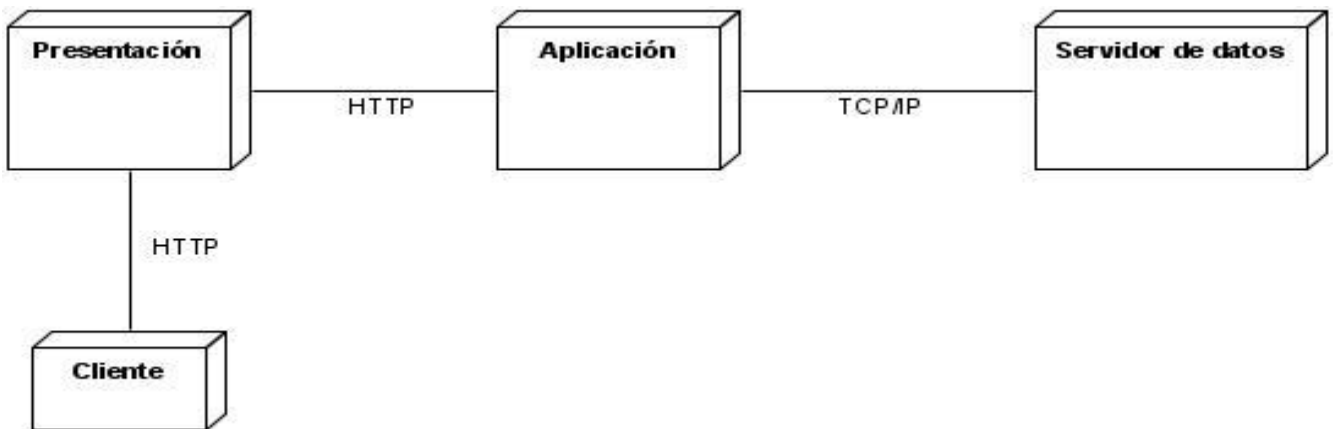 Presentación
Aplicación
Servidor de datos
HTTP
TCP/IP
HTTP
Cliente